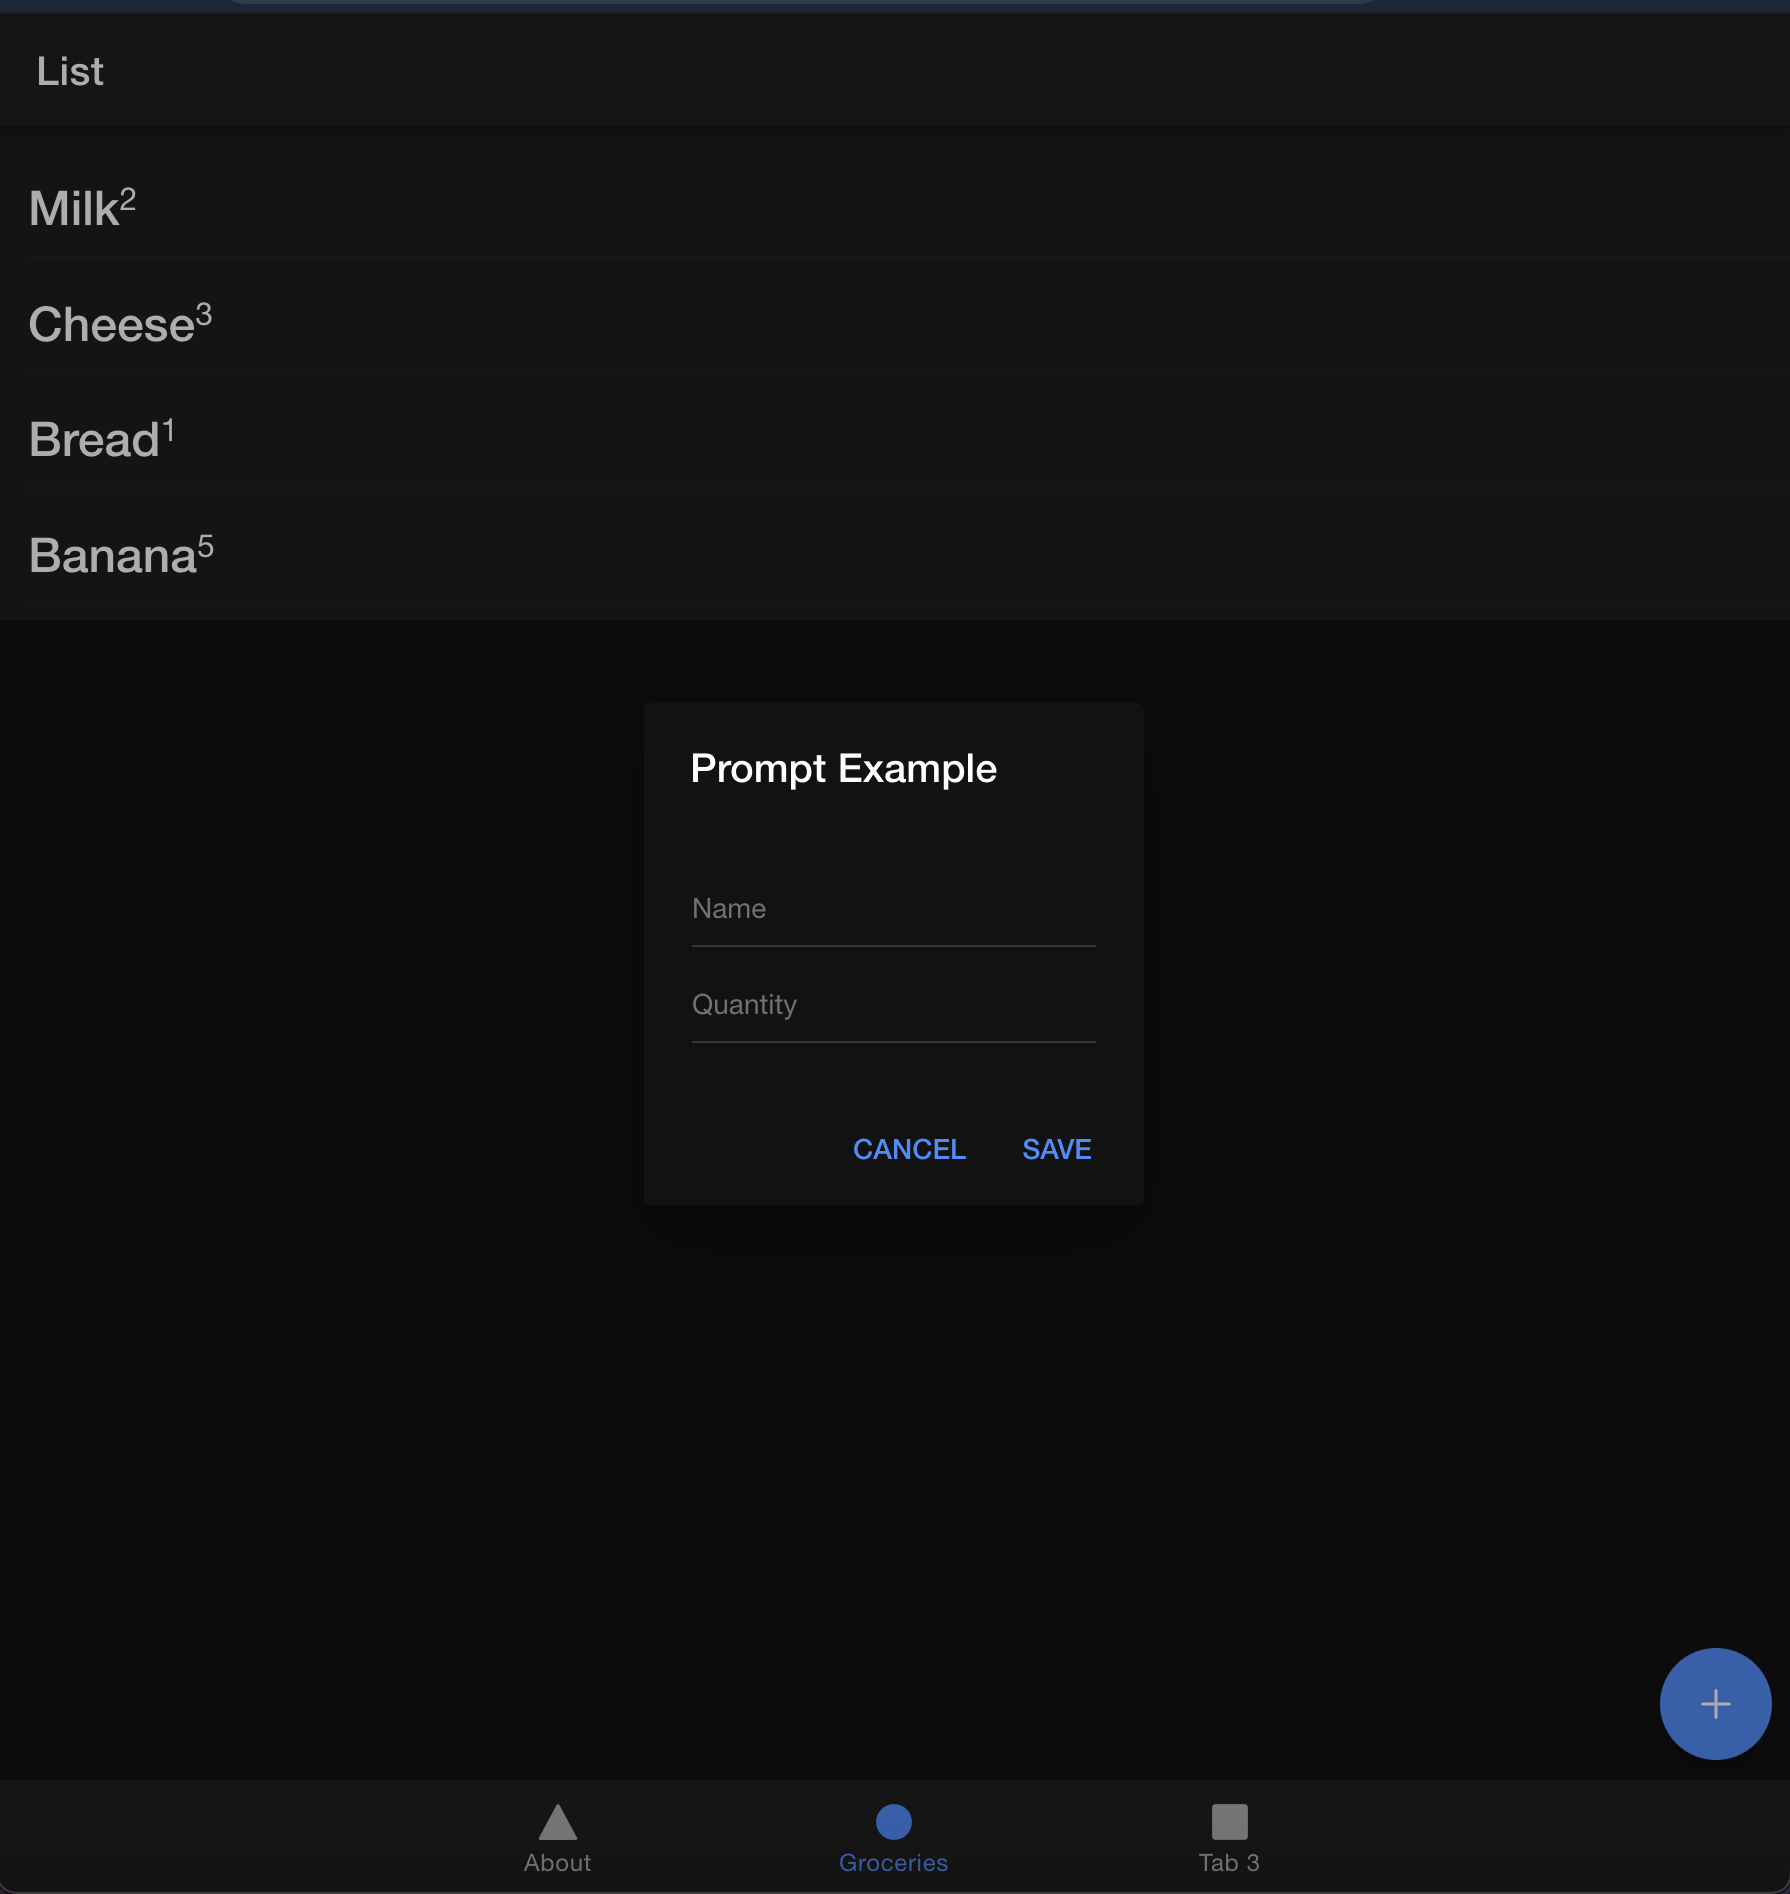 List
Milk2
Cheese3
Bread1
Banana5
Prompt Example
Name
Quantity
CANCEL SAVE
About Groceries Tab 3